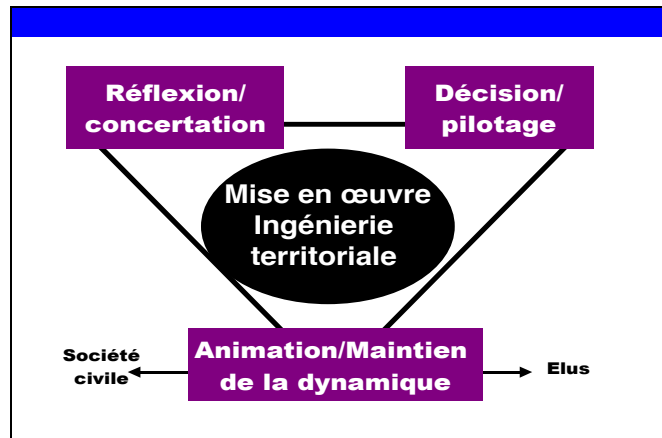 Réflexion/
concertation
Décision/
pilotage
Mise en œuvre
Ingénierie
territoriale
Société
civile
Animation/Maintien
de la dynamique
Elus